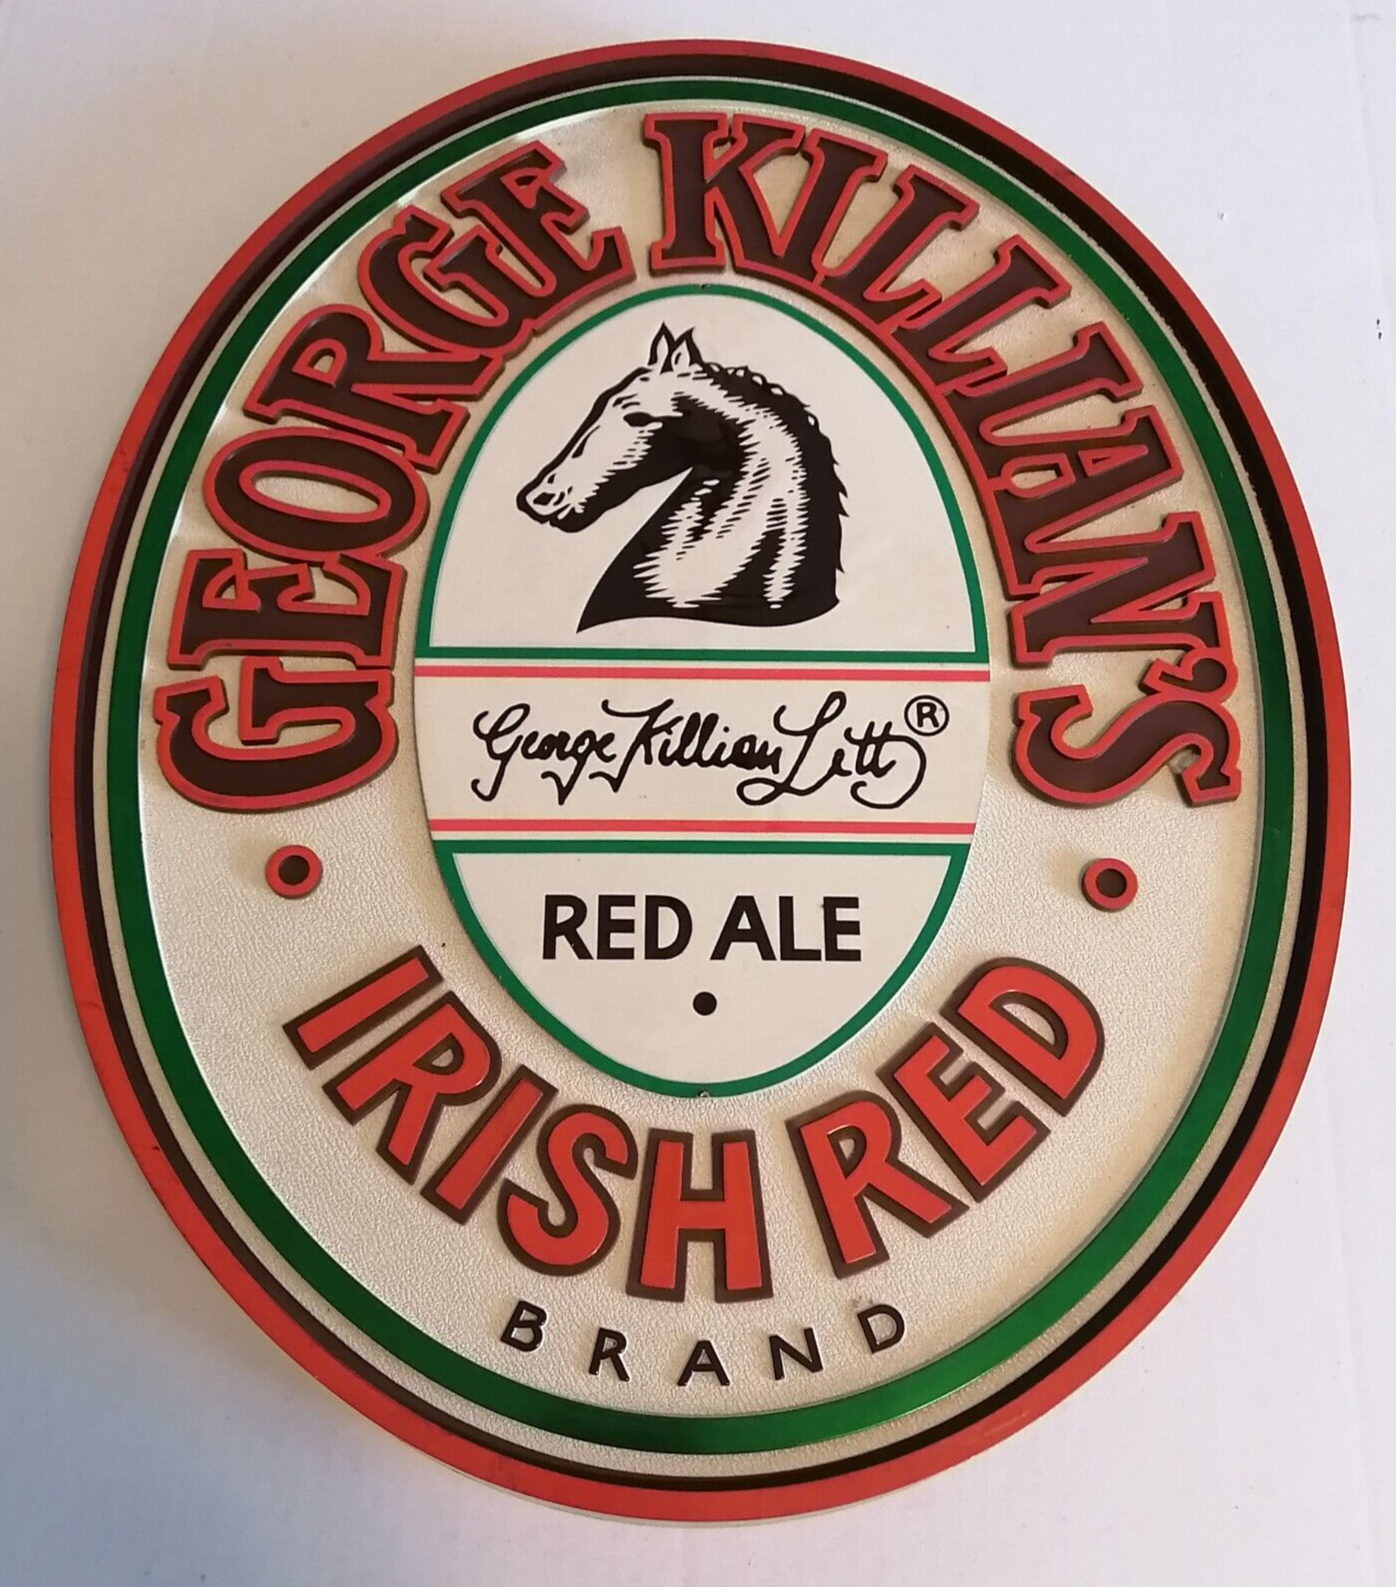 GEORGE KILLIAN'S
George Killian Lett®
RED ALE
IRISH RED
BRAND